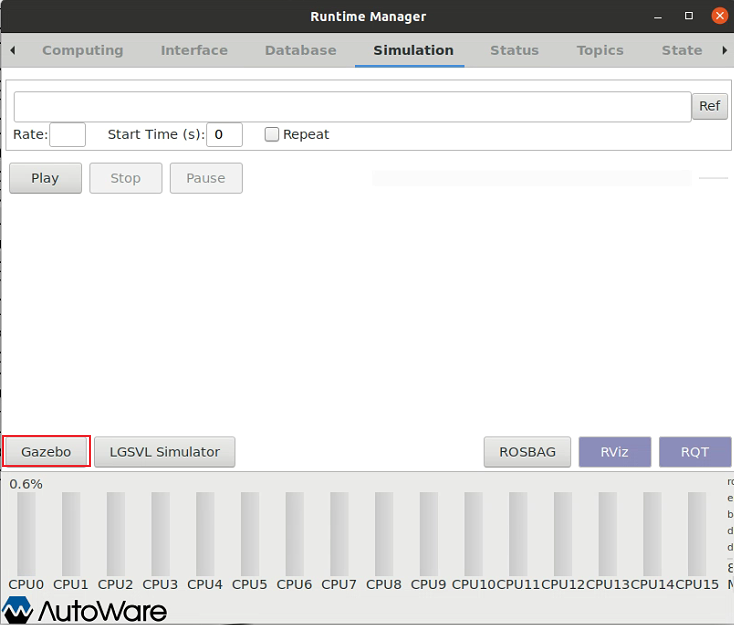 Runtime Manager
Computing Interface Database Simulation Status Topics State
Ref
Rate: Start Time (s): 0 Repeat
Play Stop Pause
Gazebo LGSVL Simulator ROSBAG RViz RQT
0.6%
CPU0 CPU1 CPU2 CPU3 CPU4 CPU5 CPU6 CPU7 CPU8 CPU9 CPU10 CPU11 CPU12 CPU13 CPU14 CPU15
AutoWare